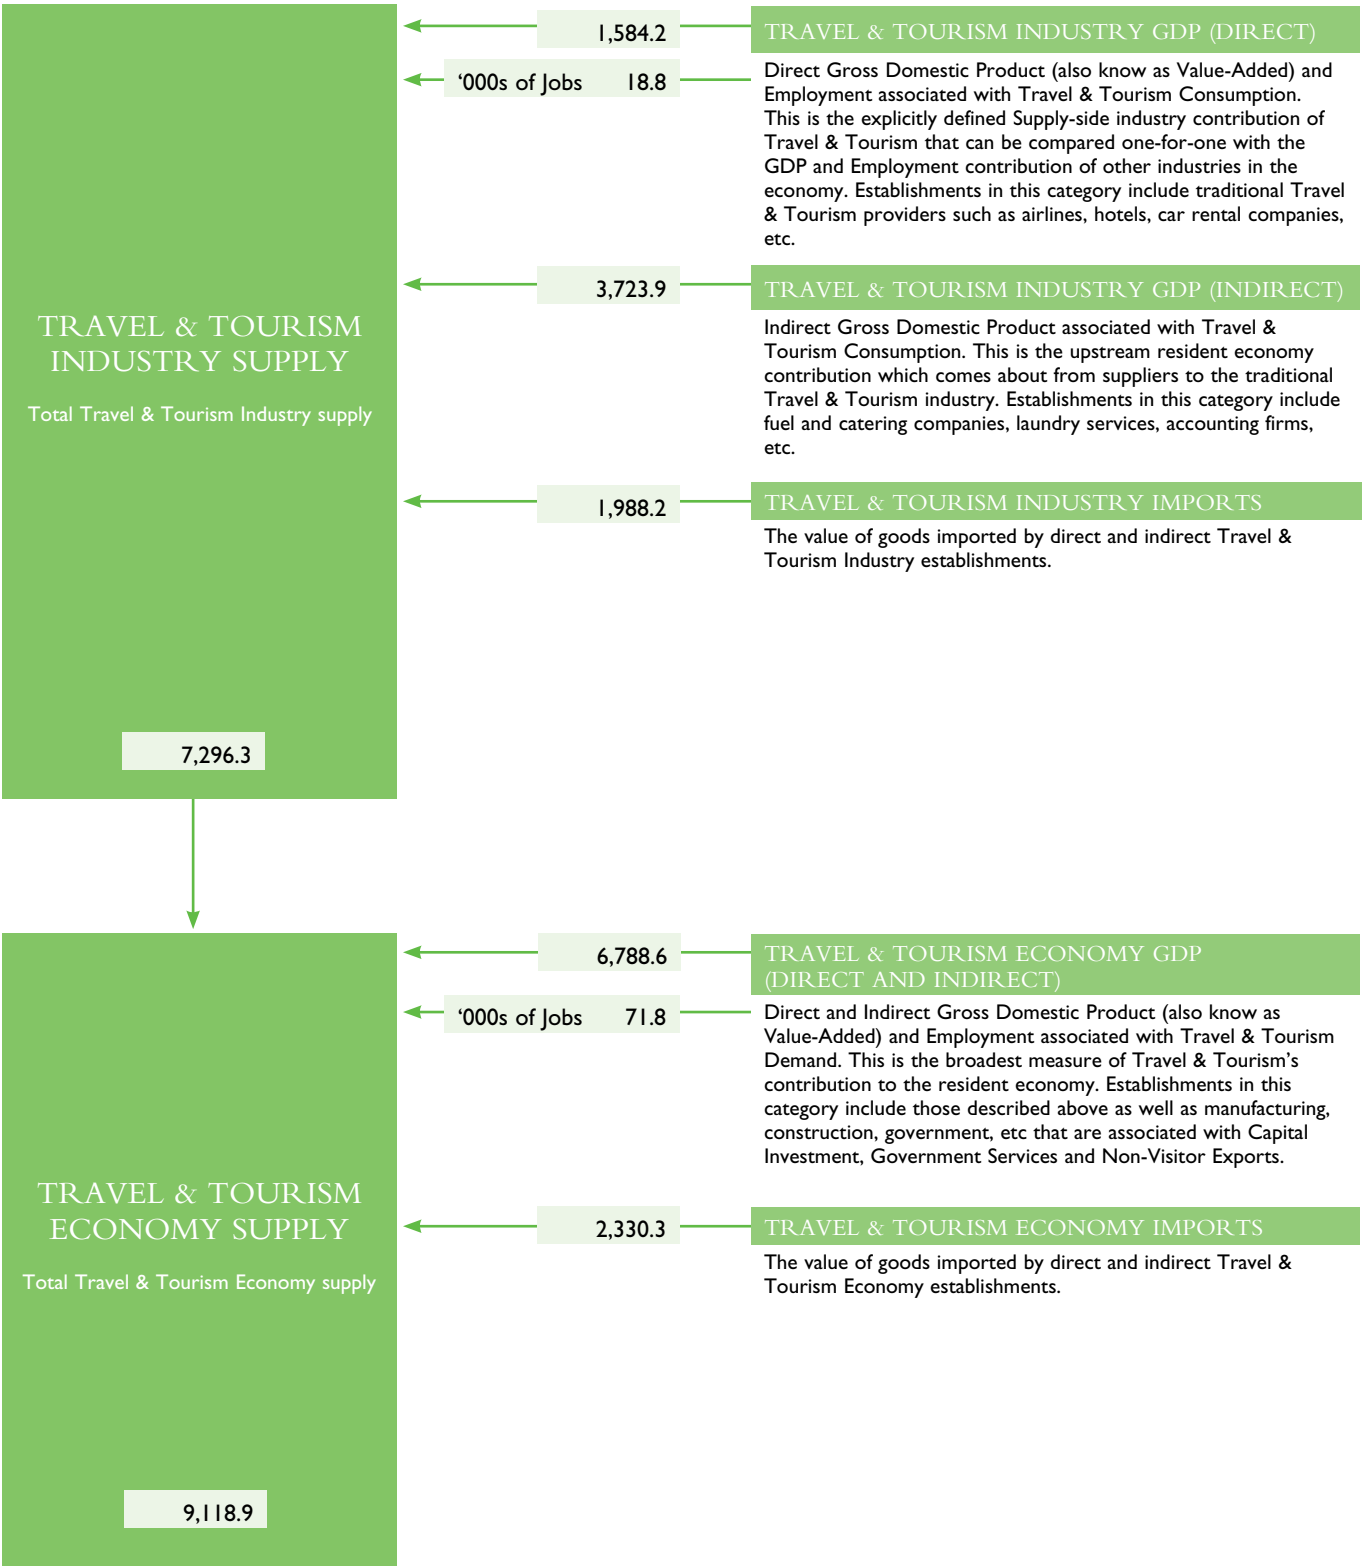 1,584.2
TRAVEL & TOURISM INDUSTRY GDP (DIRECT)
‘000s of Jobs 18.8
Direct Gross Domestic Product (also know as Value-Added) and
Employment associated with Travel & Tourism Consumption.
This is the explicitly defined Supply-side industry contribution of
Travel & Tourism that can be compared one-for-one with the
GDP and Employment contribution of other industries in the
economy. Establishments in this category include traditional Travel
& Tourism providers such as airlines, hotels, car rental companies,
etc.
3,723.9
TRAVEL & TOURISM INDUSTRY GDP (INDIRECT)
Indirect Gross Domestic Product associated with Travel &
Tourism Consumption. This is the upstream resident economy
contribution which comes about from suppliers to the traditional
Travel & Tourism industry. Establishments in this category include
fuel and catering companies, laundry services, accounting firms,
etc.
TRAVEL & TOURISM
INDUSTRY SUPPLY
Total Travel & Tourism Industry supply
1,988.2
TRAVEL & TOURISM INDUSTRY IMPORTS
The value of goods imported by direct and indirect Travel &
Tourism Industry establishments.
7,296.3
6,788.6
TRAVEL & TOURISM ECONOMY GDP
(DIRECT AND INDIRECT)
‘000s of Jobs 71.8
Direct and Indirect Gross Domestic Product (also know as
Value-Added) and Employment associated with Travel & Tourism
Demand. This is the broadest measure of Travel & Tourism’s
contribution to the resident economy. Establishments in this
category include those described above as well as manufacturing,
construction, government, etc that are associated with Capital
Investment, Government Services and Non-Visitor Exports.
TRAVEL & TOURISM
ECONOMY SUPPLY
Total Travel & Tourism Economy supply
2,330.3
TRAVEL & TOURISM ECONOMY IMPORTS
The value of goods imported by direct and indirect Travel &
Tourism Economy establishments.
9,118.9